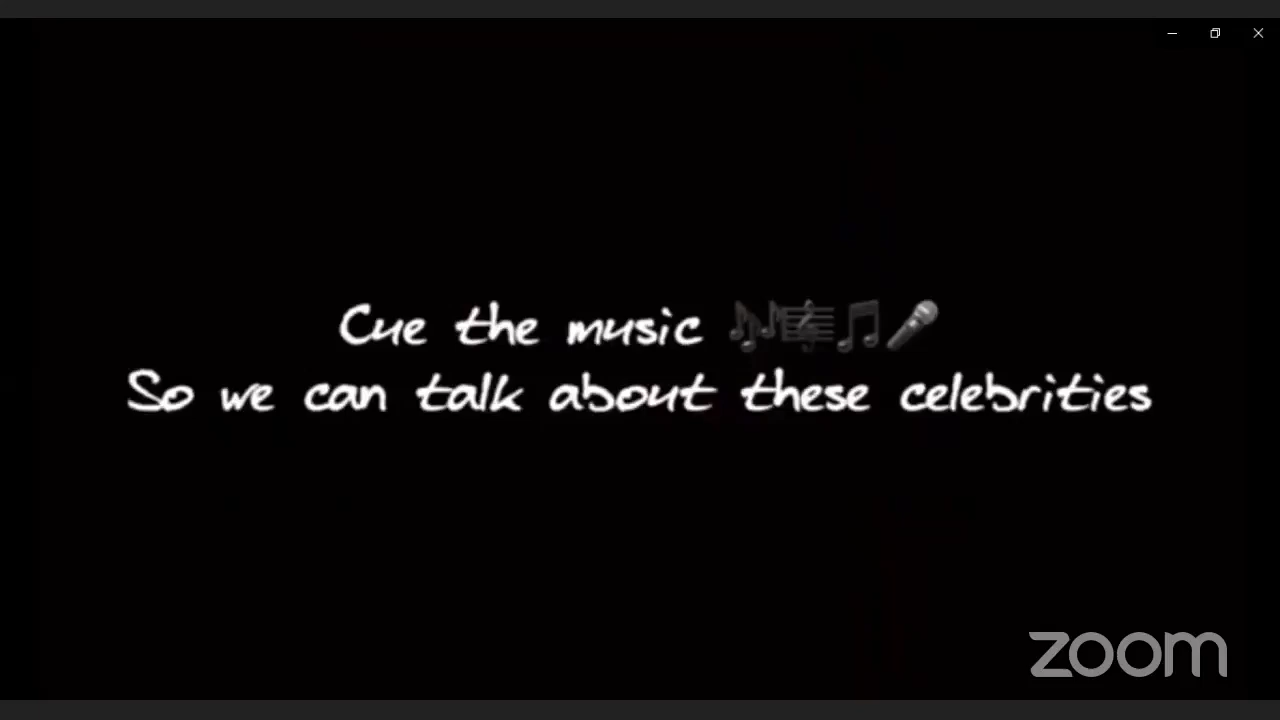 Cue the music 🎶🎼🎵🎤
So we can talk about these celebrities
zoom